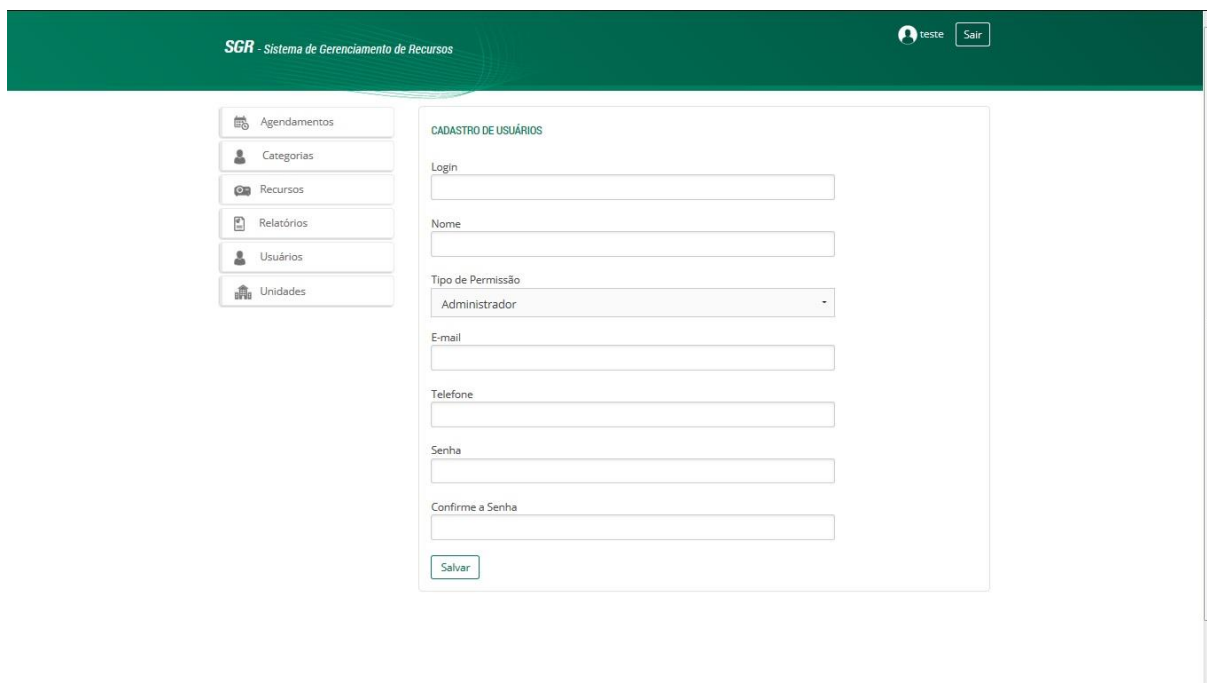 SGR - Sistema de Gerenciamento de Recursos
teste
Sair
Agendamentos
Categorias
Recursos
Relatórios
Usuários
Unidades
CADASTRO DE USUÁRIOS
Login
Nome
Tipo de Permissão
Administrador
E-mail
Telefone
Senha
Confirme a Senha
Salvar